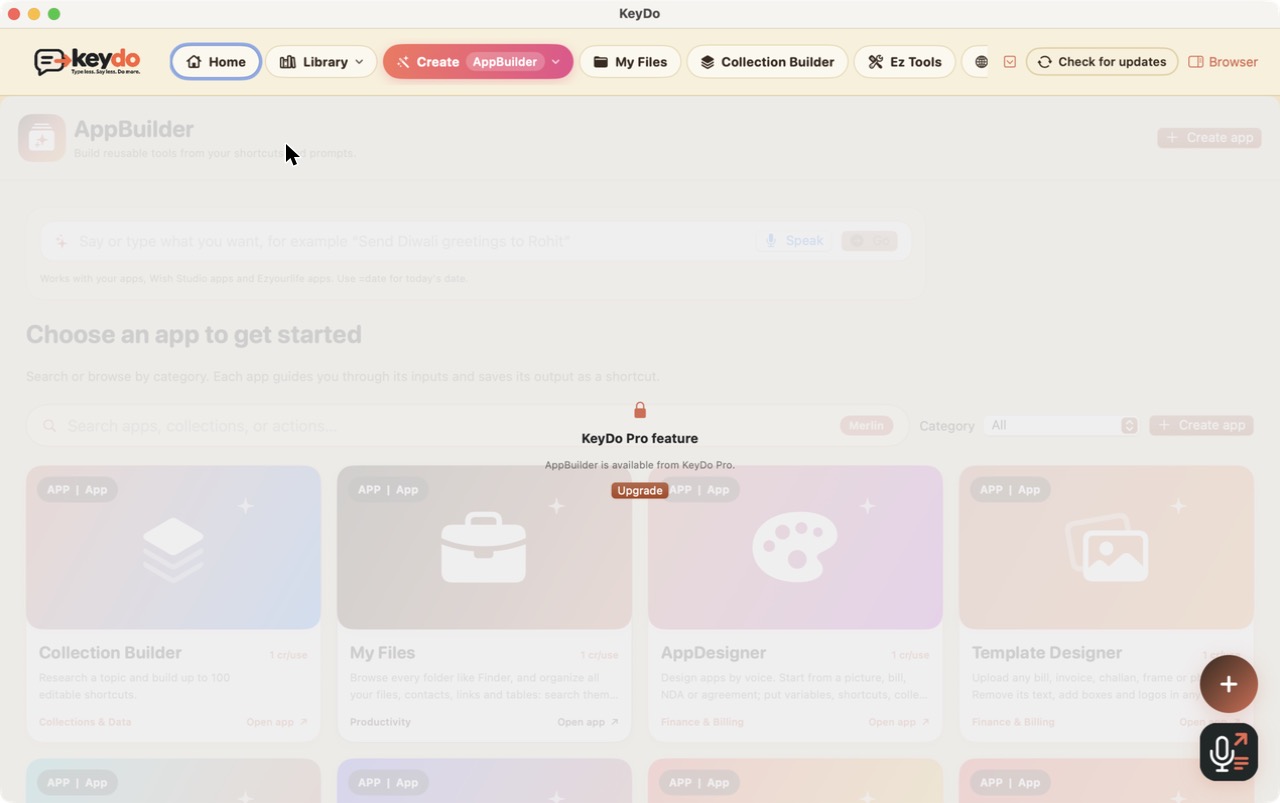 KeyDo
keydo
Type less. Say less. Do more.
Home
Library
Create AppBuilder
My Files
Collection Builder
Ez Tools
Check for updates
Browser
AppBuilder
Build reusable tools from your shortcuts prompts.
Create app
Say or type what you want, for example "Send Diwali greetings to Rohit"
Speak
Go
Works with your apps, Wish Studio apps and Ezyourlife apps. Use >date for today's date.
Choose an app to get started
Search or browse by category. Each app guides you through its inputs and saves its output as a shortcut.
Search apps, collections, or actions...
Merlin
Category
All
Create app
KeyDo Pro feature
AppBuilder is available from KeyDo Pro.
Upgrade
APP | App
APP | App
APP | App
APP | App
Collection Builder
1 cr/use
Research a topic and build up to 100
editable shortcuts.
Collections & Data
Open app
My Files
1 cr/use
Browse every folder like Finder, and organize all
your files, contacts, links and tables: search them...
Productivity
Open app
AppDesigner
1 cr/use
Design apps by voice. Start from a picture, bill,
NDA or agreement; put variables, shortcuts, colle...
Finance & Billing
Open app
Template Designer
Upload any bill, invoice, challan, frame or
Remove its text, add boxes and logos in any
Finance & Billing
APP | App
APP | App
APP | App
APP | App